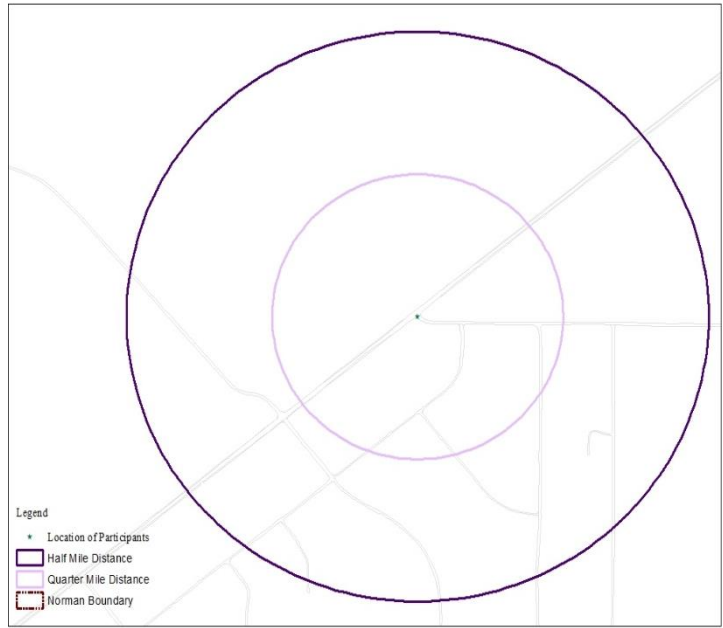 Legend
Location of Participants
Half Mile Distance
Quarter Mile Distance
Norman Boundary